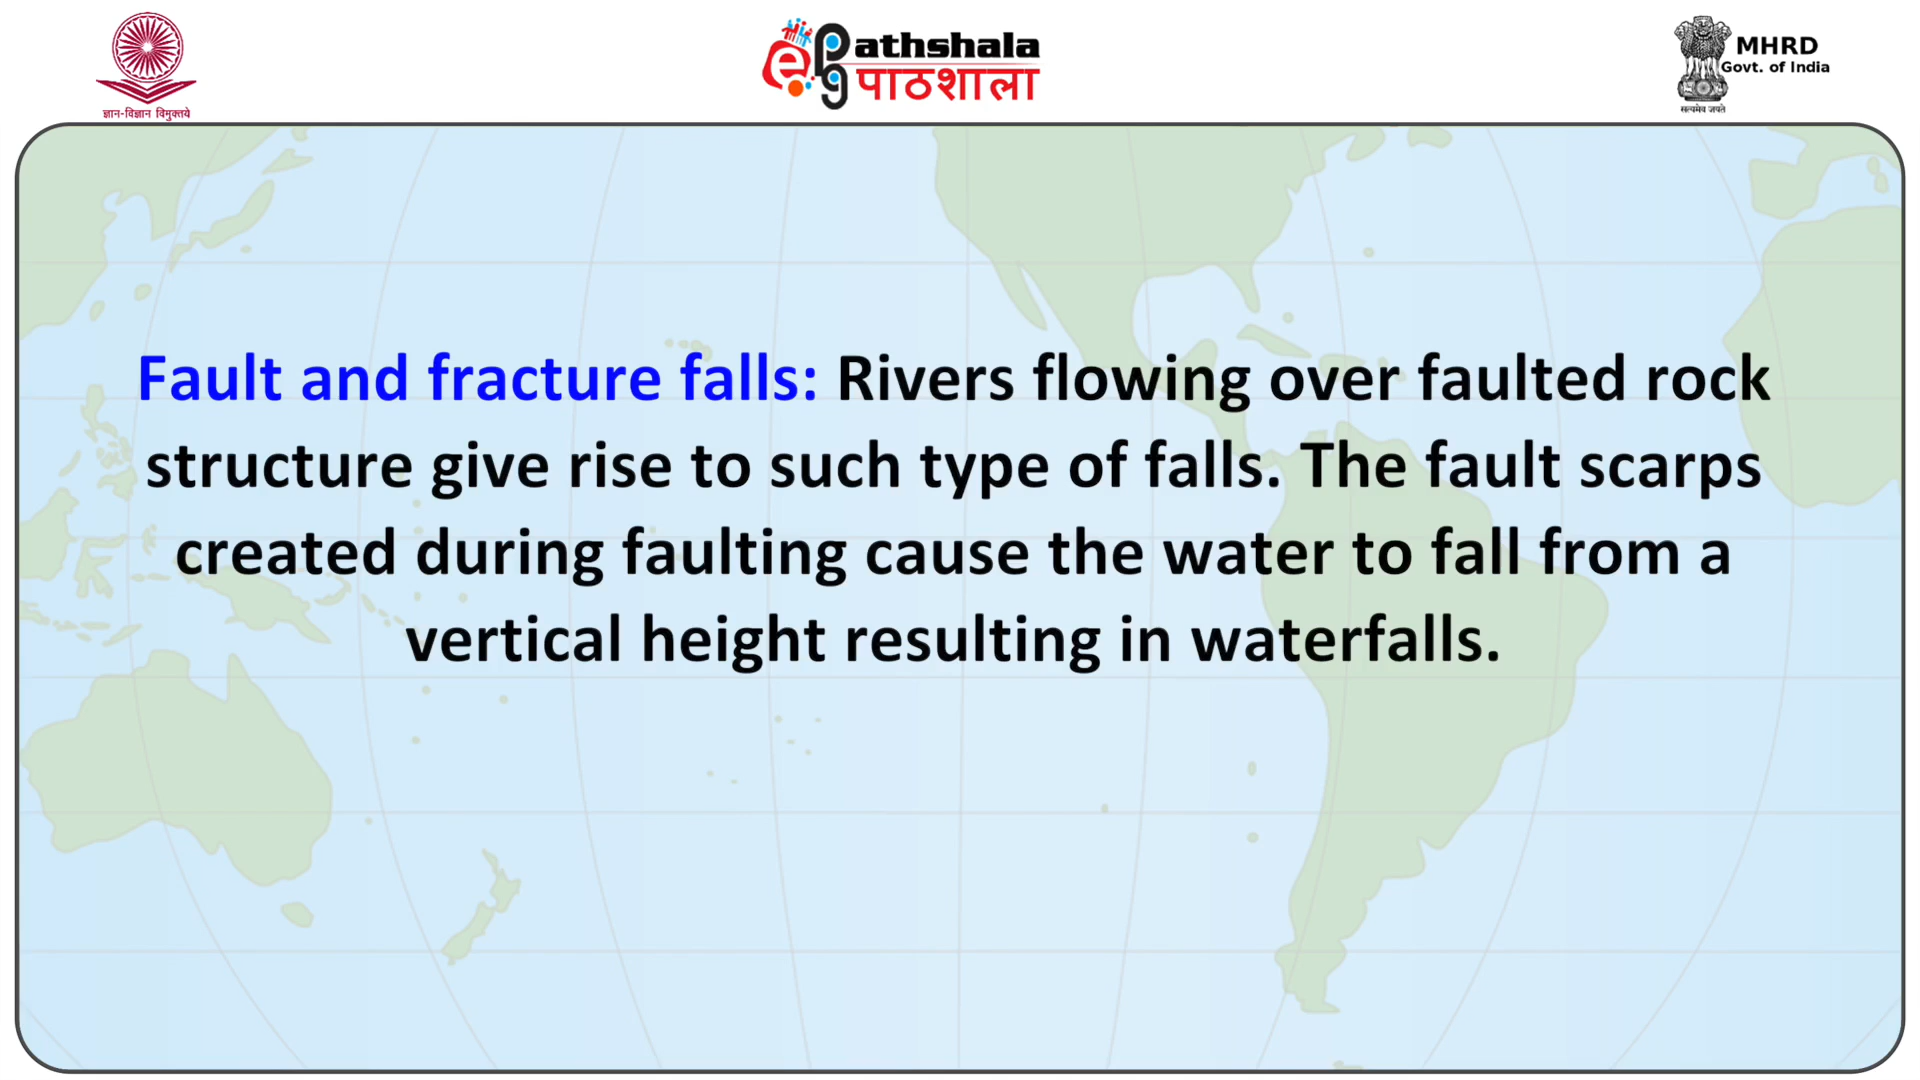 ज्ञान-विज्ञान विमुक्तये
e pg Pathshala
पाठशाला
MHRD
Govt. of India
सत्यमेव जयते
Fault and fracture falls: Rivers flowing over faulted rock
structure give rise to such type of falls. The fault scarps
created during faulting cause the water to fall from a
vertical height resulting in waterfalls.